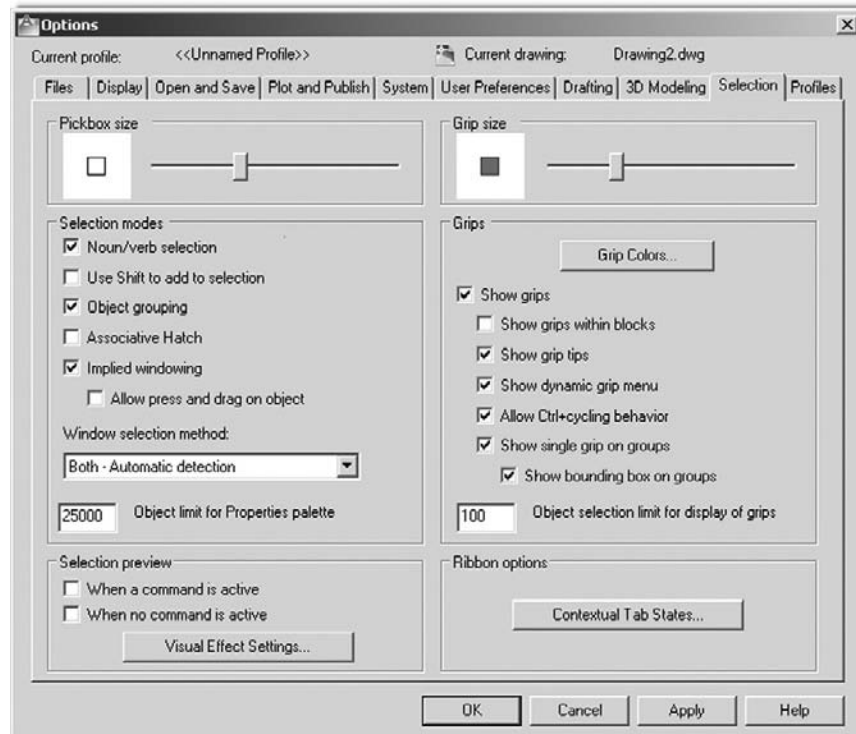 Options
Current profile: <<Unnamed Profile>> Current drawing: Drawing2.dwg
Files Display Open and Save Plot and Publish System User Preferences Drafting 3D Modeling Selection Profiles
Pickbox size
Grip size
Selection modes
Noun/verb selection
Use Shift to add to selection
Object grouping
Associative Hatch
Implied windowing
Allow press and drag on object
Window selection method:
Both - Automatic detection
25000 Object limit for Properties palette
Grips
Grip Colors...
Show grips
Show grips within blocks
Show grip tips
Show dynamic grip menu
Allow Ctrl+cycling behavior
Show single grip on groups
Show bounding box on groups
100 Object selection limit for display of grips
Selection preview
When a command is active
When no command is active
Visual Effect Settings...
Ribbon options
Contextual Tab States...
OK Cancel Apply Help